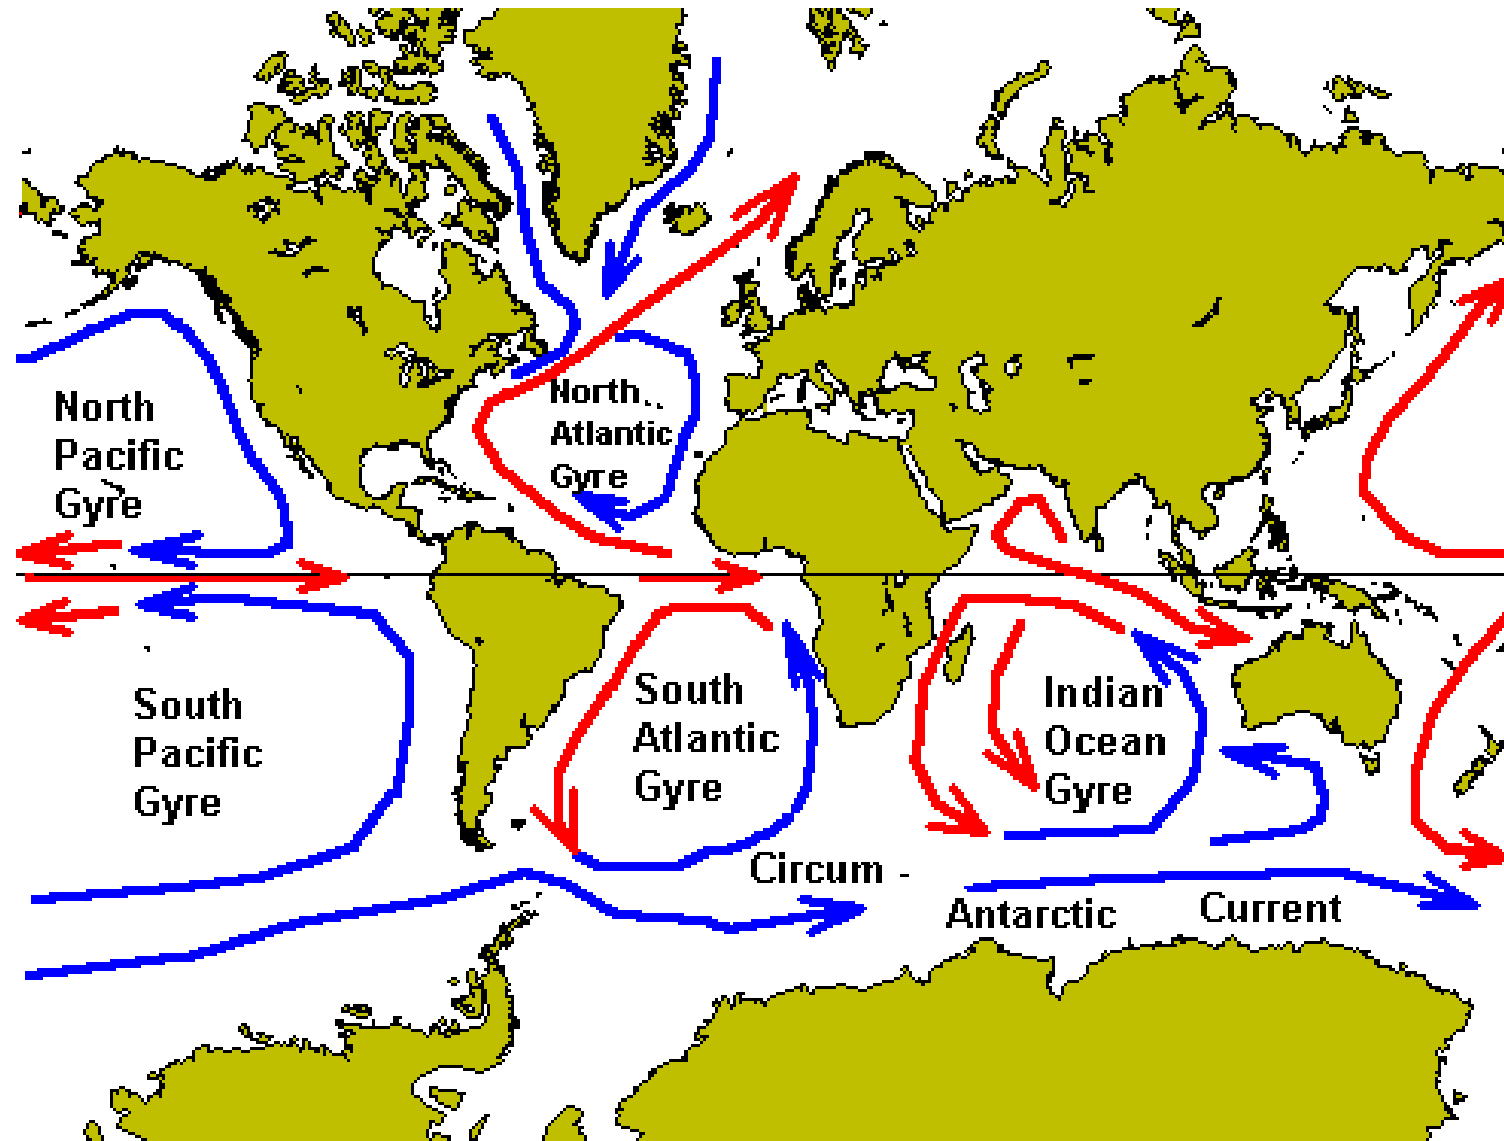 North
Pacific
Gyre
North
Atlantic
Gyre
South
Pacific
Gyre
South
Atlantic
Gyre
Indian
Ocean
Gyre
Circum -
Antarctic
Current